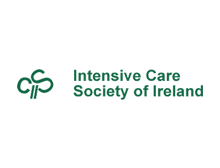 Intensive Care
Society of Ireland